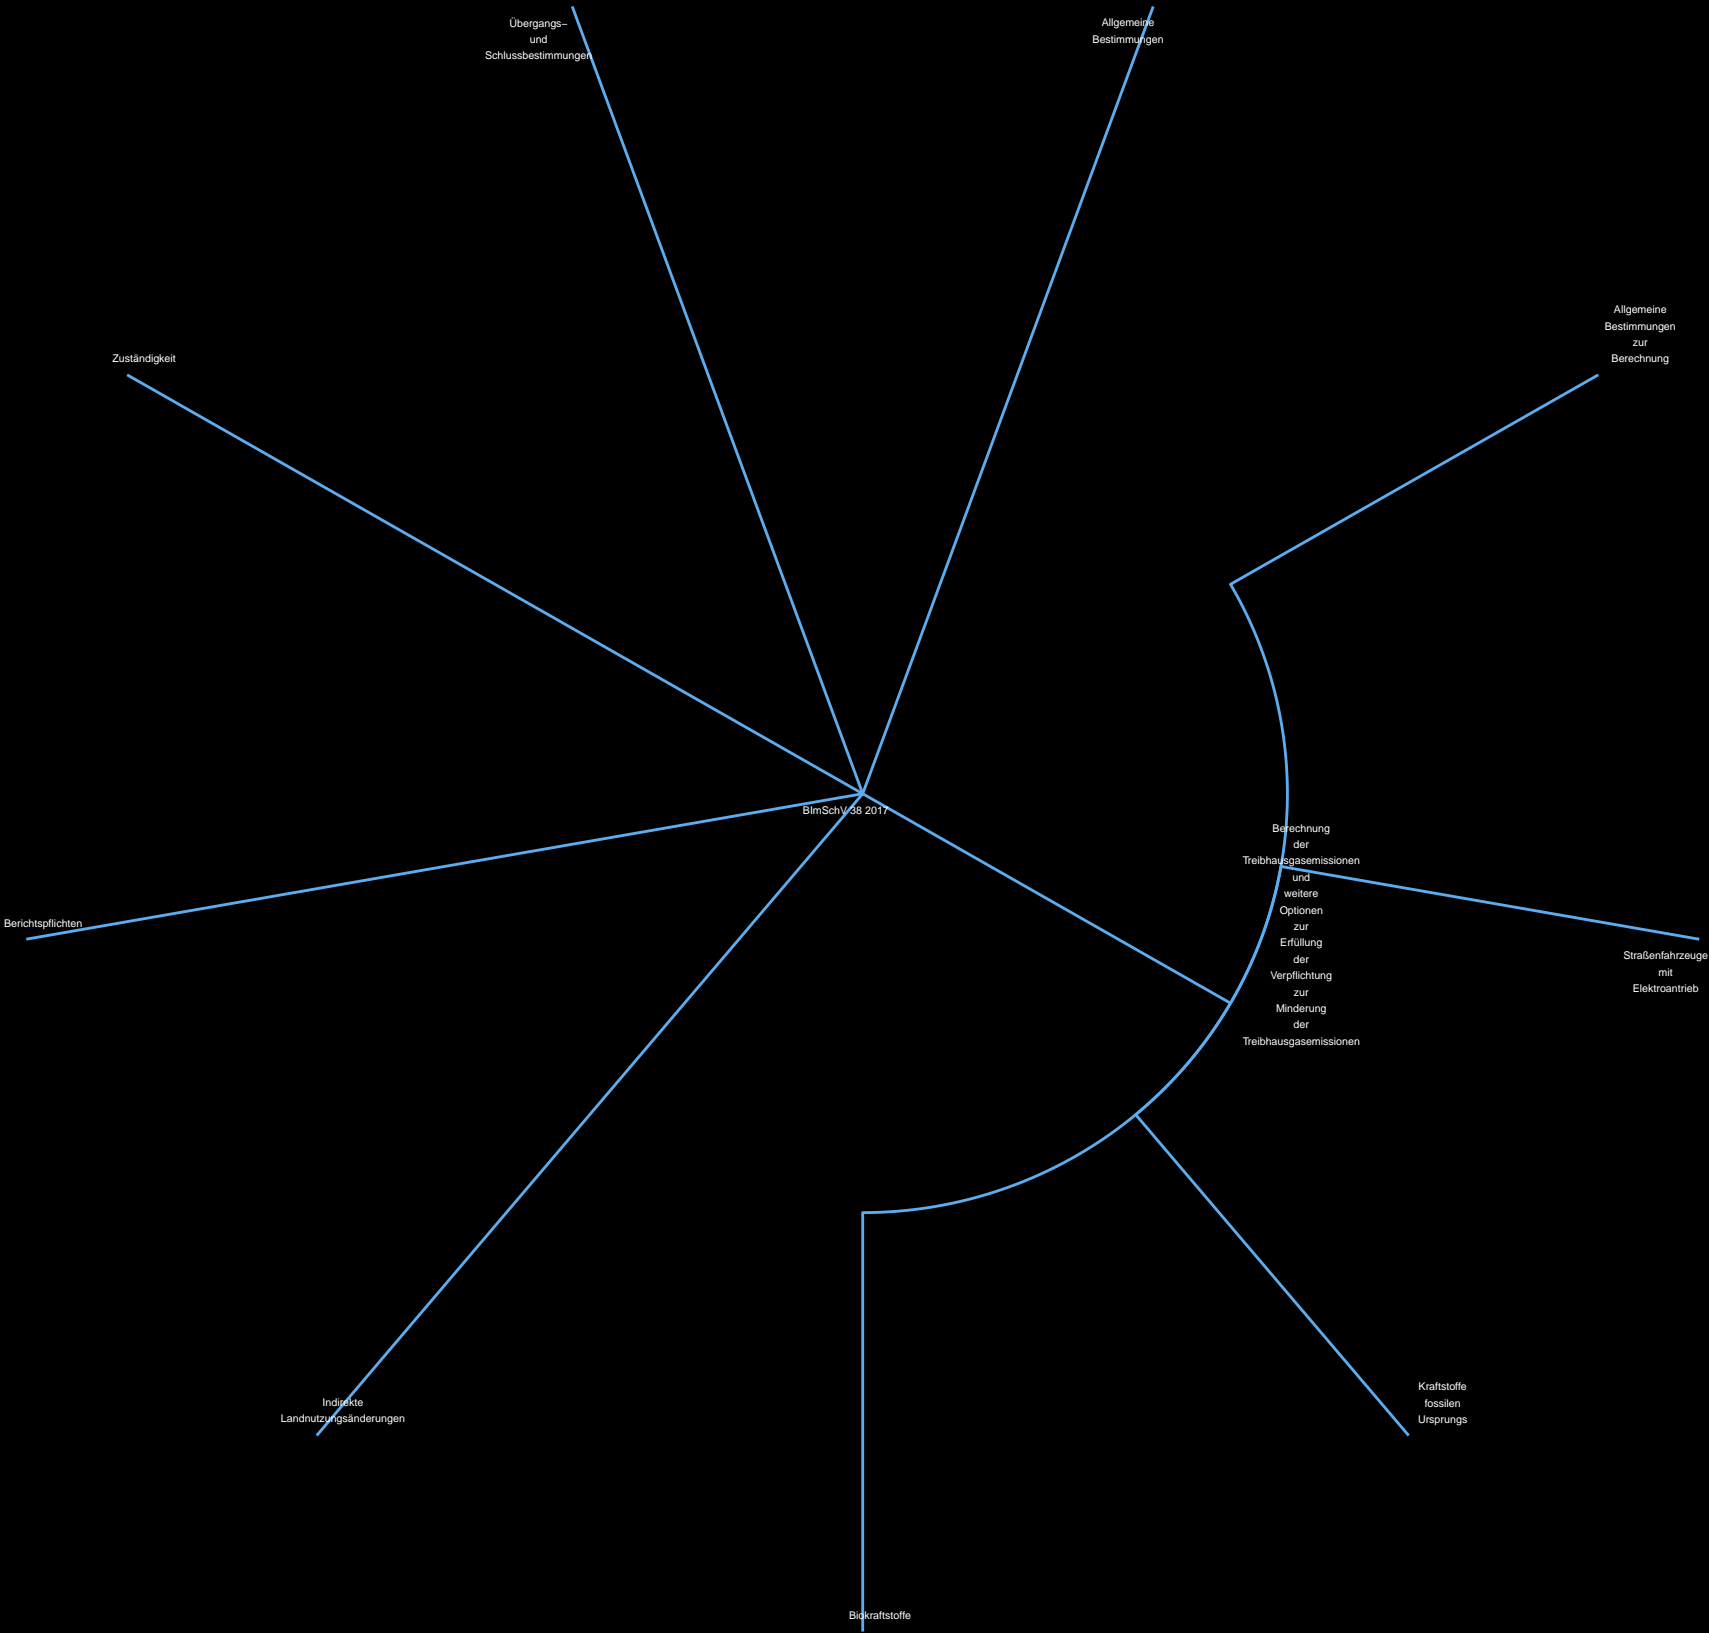 Übergangs–
und
Schlussbestimmungen
Allgemeine
Bestimmungen
Allgemeine
Bestimmungen
zur
Berechnung
Zuständigkeit
BImSchV 38 2017
Berechnung
der
Treibhausgasemissionen
und
weitere
Optionen
zur
Erfüllung
der
Verpflichtung
zur
Minderung
der
Treibhausgasemissionen
Berichtspflichten
Straßenfahrzeuge
mit
Elektroantrieb
Indirekte
Landnutzungsänderungen
Kraftstoffe
fossilen
Ursprungs
Biokraftstoffe